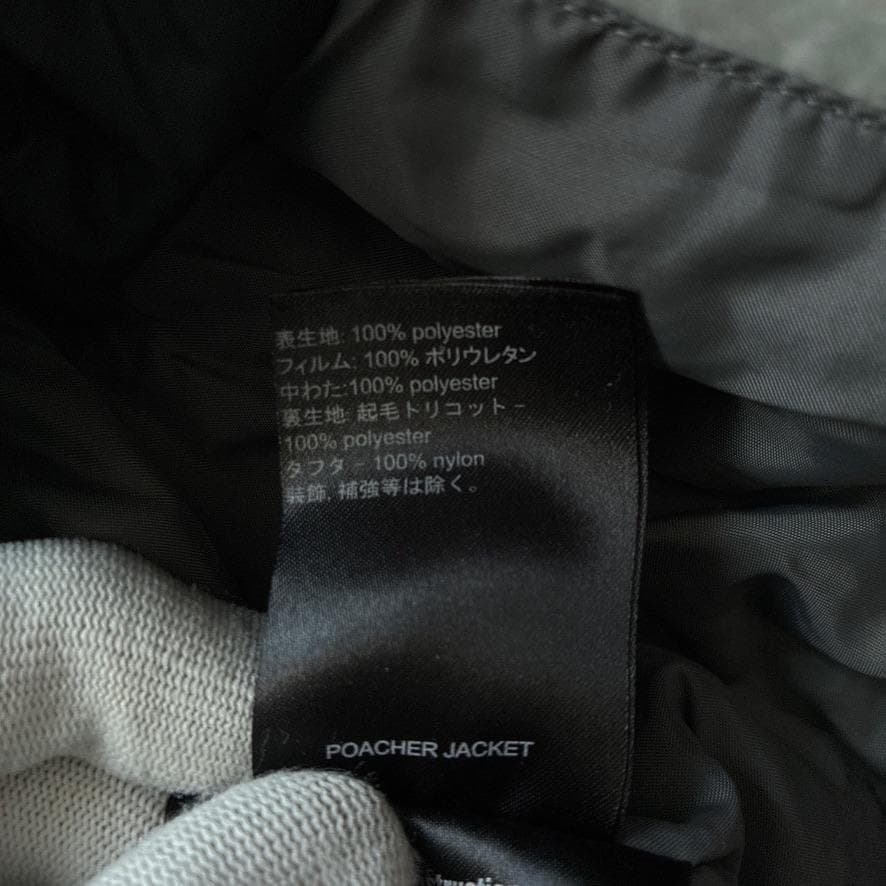 表生地: 100% polyester
フィルム: 100% ポリウレタン
中わた:100% polyester
裏生地: 起毛トリコット –
100% polyester
タフタ – 100% nylon
装飾, 補強等は除く。
POACHER JACKET